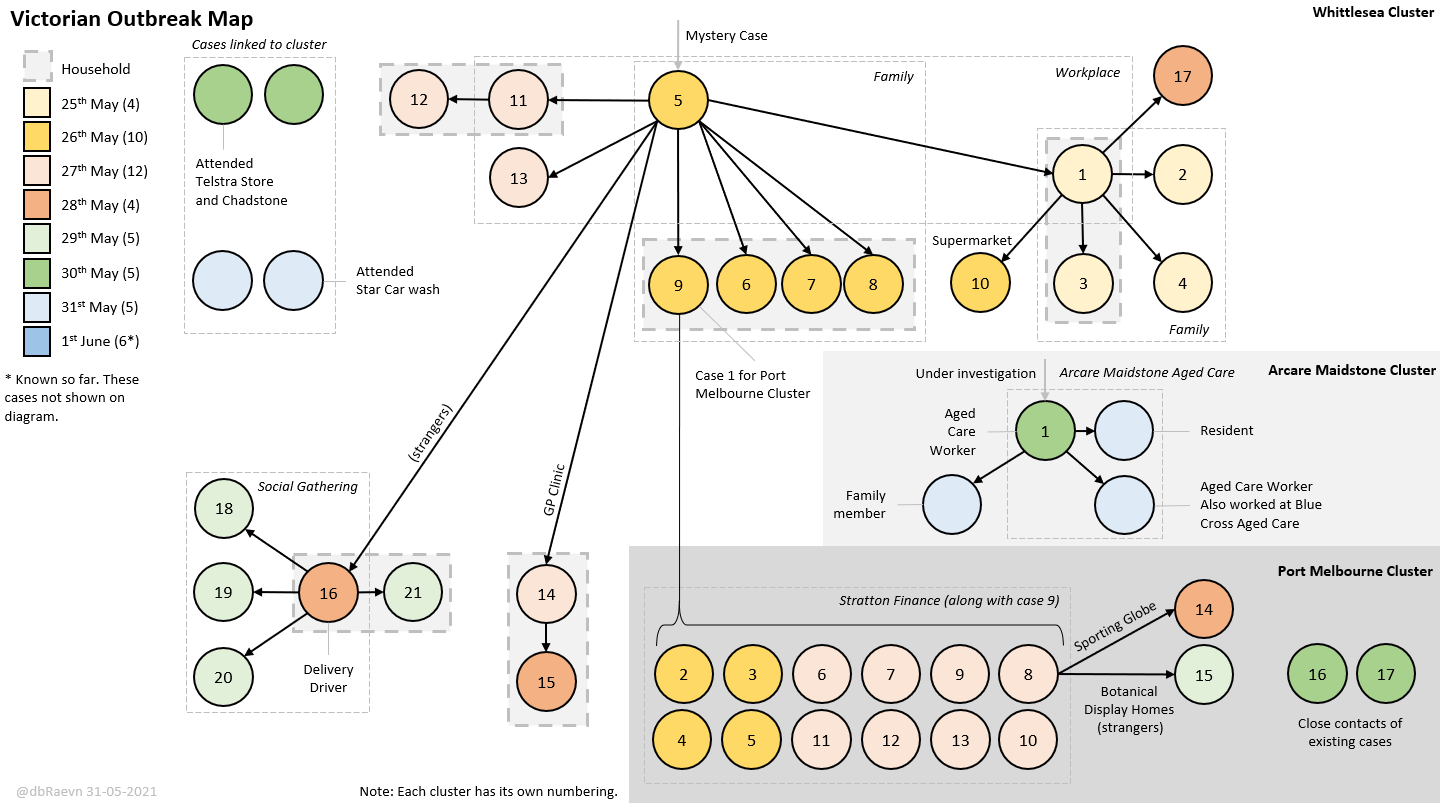 Victorian Outbreak Map
Whittlesea Cluster
Household
25th May (4)
26th May (10)
27th May (12)
28th May (4)
29th May (5)
30th May (5)
31st May (5)
1st June (6*)
* Known so far. These
cases not shown on
diagram.
Cases linked to cluster
Attended
Telstra Store
and Chadstone
Attended
Star Car wash
Mystery Case
Family
Workplace
12
11
5
17
13
1
2
9
6
7
8
Supermarket
10
3
4
Family
Case 1 for Port
Melbourne Cluster
(strangers)
GP Clinic
Social Gathering
18
19
16
21
20
Delivery
Driver
14
15
Arcare Maidstone Cluster
Under investigation
Arcare Maidstone Aged Care
Aged
Care
Worker
1
Resident
Family
member
Aged Care Worker
Also worked at Blue
Cross Aged Care
Port Melbourne Cluster
Stratton Finance (along with case 9)
2
3
6
7
9
8
4
5
11
12
13
10
Sporting Globe
14
Botanical
Display Homes
(strangers)
15
16
17
Close contacts of
existing cases
@dbRaevn 31-05-2021
Note: Each cluster has its own numbering.